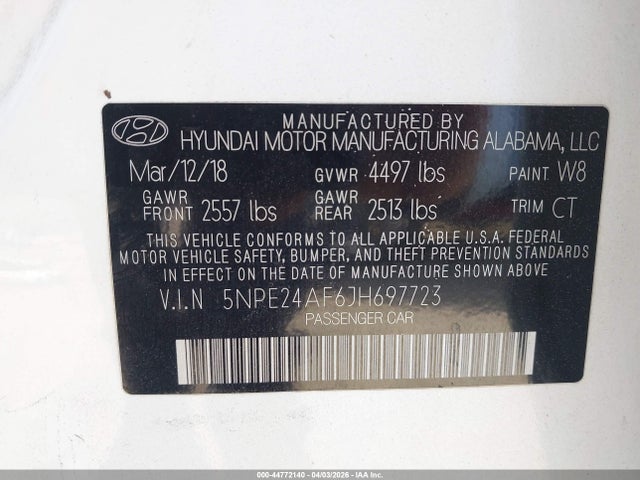 MANUFACTURED BY
HYUNDAI MOTOR MANUFACTURING ALABAMA, LLC
Mar/12/18 GVWR 4497 lbs PAINT W8
GAWR FRONT 2557 lbs GAWR REAR 2513 lbs TRIM CT
THIS VEHICLE CONFORMS TO ALL APPLICABLE U.S.A. FEDERAL
MOTOR VEHICLE SAFETY, BUMPER, AND THEFT PREVENTION STANDARDS
IN EFFECT ON THE DATE OF MANUFACTURE SHOWN ABOVE.
V.I.N 5NPE24AF6JH697723
PASSENGER CAR
000-44772140 - 04/03/2026 - IAA Corp.